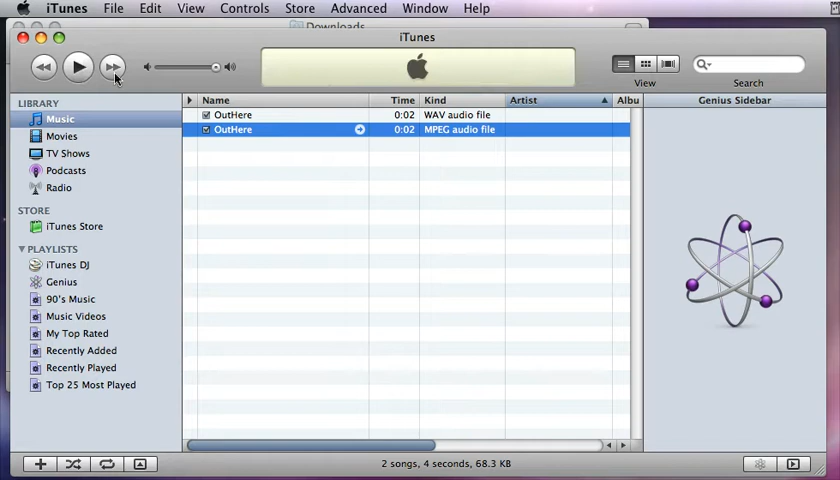 iTunes File Edit View Controls Store Advanced Window Help
Downloads
iTunes
View
Search
LIBRARY
Music
Movies
TV Shows
Podcasts
Radio
STORE
iTunes Store
PLAYLISTS
iTunes DJ
Genius
90's Music
Music Videos
My Top Rated
Recently Added
Recently Played
Top 25 Most Played
Name Time Kind Artist Albu
OutHere 0:02 WAV audio file
OutHere 0:02 MPEG audio file
Genius Sidebar
2 songs, 4 seconds, 68.3 KB